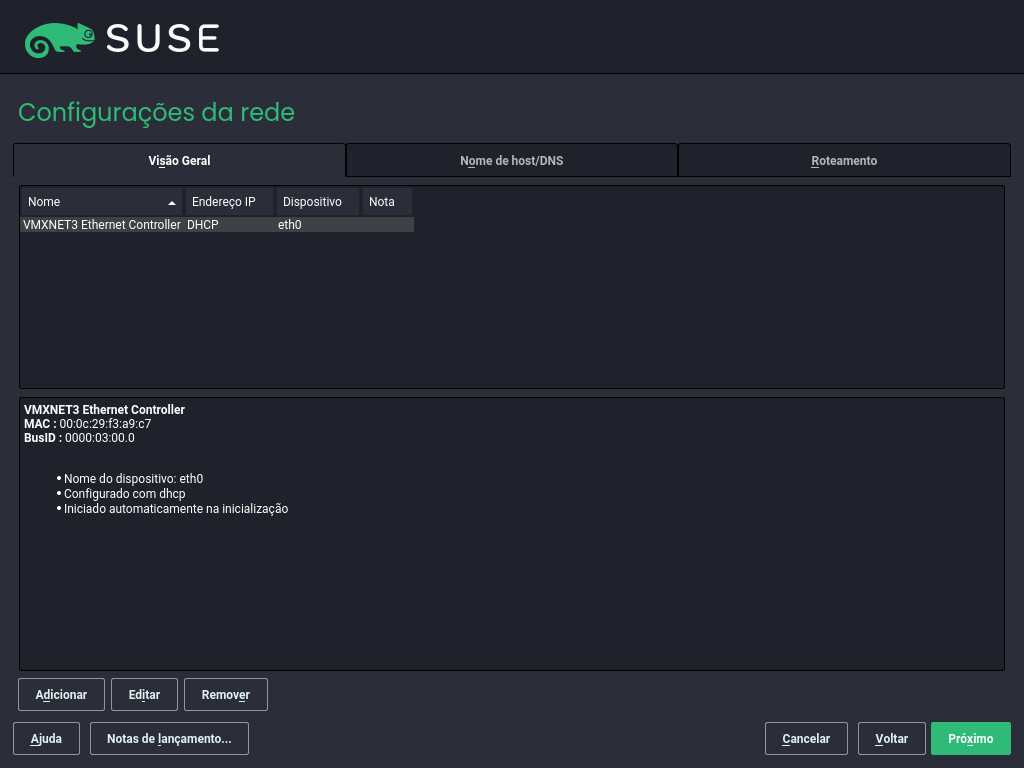 SUSE
Configurações da rede
Visão Geral Nome de host/DNS Roteamento
Nome Endereço IP Dispositivo Nota
VMXNET3 Ethernet Controller DHCP eth0
VMXNET3 Ethernet Controller
MAC : 00:0c:29:f3:a9:c7
BusID : 0000:03:00.0
• Nome do dispositivo: eth0
• Configurado com dhcp
• Iniciado automaticamente na inicialização
Adicionar Editar Remover
Ajuda Notas de lançamento... Cancelar Voltar Próximo